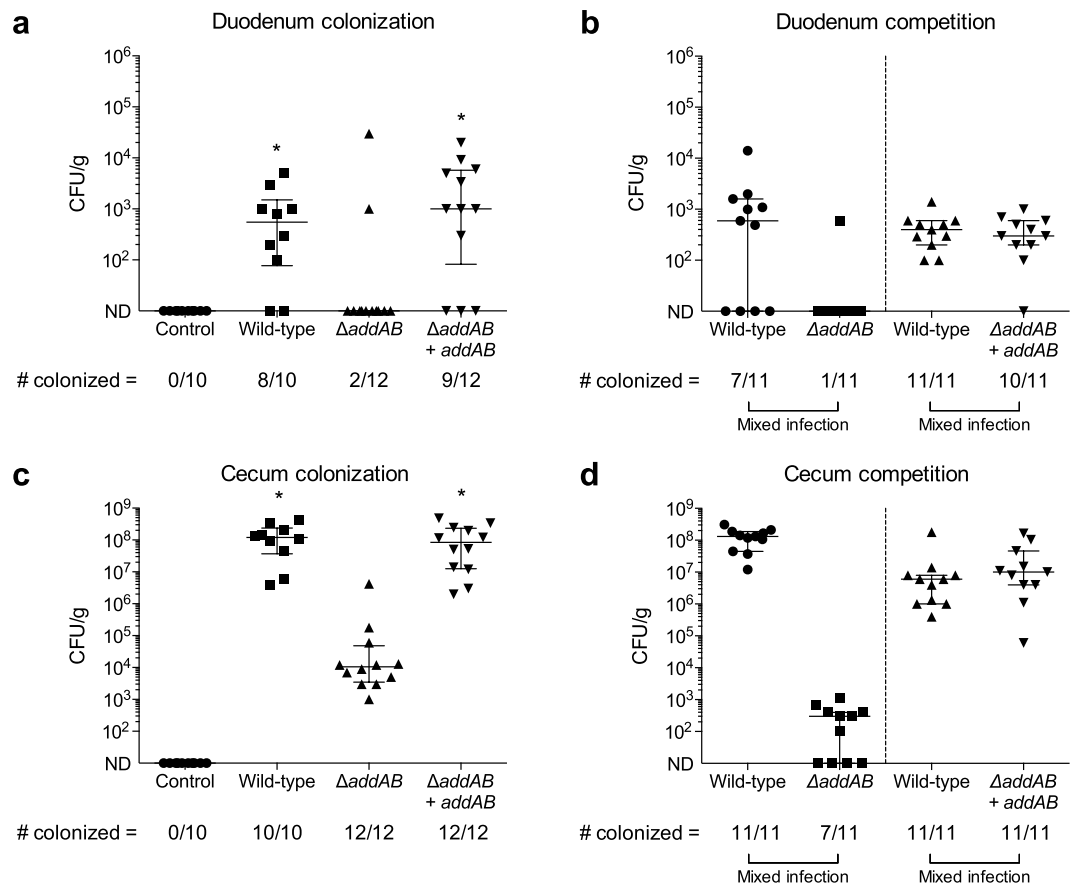 a
Duodenum colonization
CFU/g
10⁶
10⁵
10⁴
10³
10²
ND
*
*
Control Wild-type ΔaddAB ΔaddAB
+ addAB
# colonized = 0/10 8/10 2/12 9/12
b
Duodenum competition
CFU/g
10⁶
10⁵
10⁴
10³
10²
ND
Wild-type ΔaddAB Wild-type ΔaddAB
+ addAB
# colonized = 7/11 1/11 11/11 10/11
Mixed infection Mixed infection
c
Cecum colonization
CFU/g
10⁹
10⁸
10⁷
10⁶
10⁵
10⁴
10³
10²
ND
*
*
Control Wild-type ΔaddAB ΔaddAB
+ addAB
# colonized = 0/10 10/10 12/12 12/12
d
Cecum competition
CFU/g
10⁹
10⁸
10⁷
10⁶
10⁵
10⁴
10³
10²
ND
Wild-type ΔaddAB Wild-type ΔaddAB
+ addAB
# colonized = 11/11 7/11 11/11 11/11
Mixed infection Mixed infection